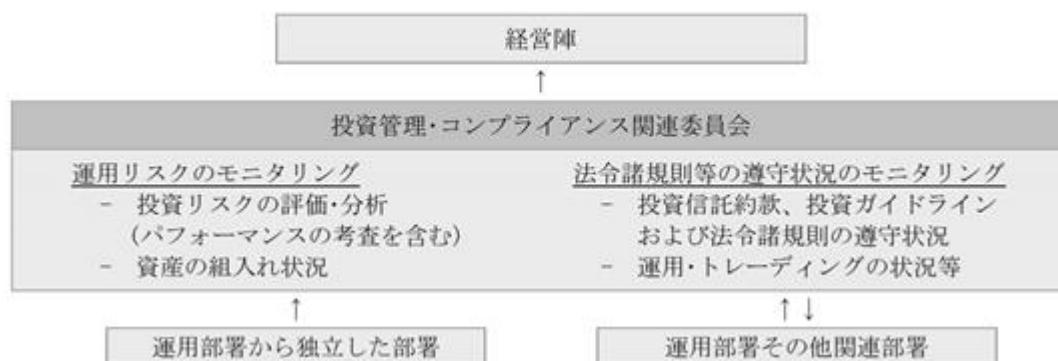 経営陣
↑
投資管理･コンプライアンス関連委員会
運用リスクのモニタリング
− 投資リスクの評価･分析
(パフォーマンスの考査を含む)
− 資産の組入れ状況
法令諸規則等の遵守状況のモニタリング
− 投資信託約款、投資ガイドライン
および法令諸規則の遵守状況
− 運用･トレーディングの状況等
↑
↑↓
運用部署から独立した部署
運用部署その他関連部署